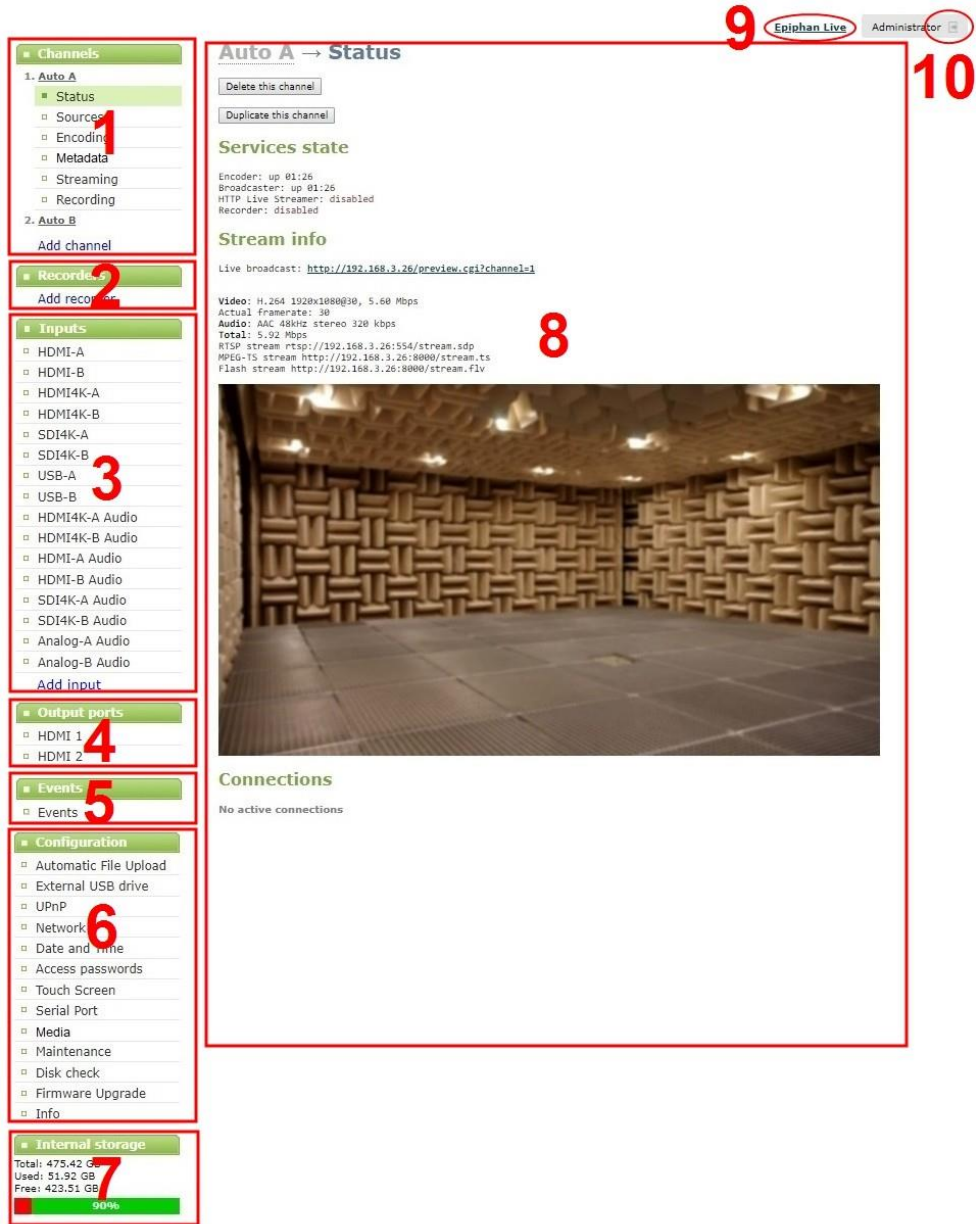 9
Epiphan Live
Administrator
10
Channels
1. Auto A
Status
Sources
Encoding
Metadata
Streaming
Recording
2. Auto B
Add channel
1
Recorders
Add recorder
2
Inputs
HDMI-A
HDMI-B
HDMI4K-A
HDMI4K-B
SDI4K-A
SDI4K-B
USB-A
USB-B
HDMI4K-A Audio
HDMI4K-B Audio
HDMI-A Audio
HDMI-B Audio
SDI4K-A Audio
SDI4K-B Audio
Analog-A Audio
Analog-B Audio
Add input
3
Output ports
HDMI 1
HDMI 2
4
Events
Events
5
Configuration
Automatic File Upload
External USB drive
UPnP
Network
Date and Time
Access passwords
Touch Screen
Serial Port
Media
Maintenance
Disk check
Firmware Upgrade
Info
6
Internal storage
Total: 475.42 GB
Used: 51.92 GB
Free: 423.51 GB
90%
7
Auto A → Status
Delete this channel
Duplicate this channel
Services state
Encoder: up 01:26
Broadcaster: up 01:26
HTTP Live Streamer: disabled
Recorder: disabled
Stream info
Live broadcast: http://192.168.3.26/preview.cgi?channel=1
Video: H.264 1920x1080@30, 5.60 Mbps
Actual framerate: 30
Audio: AAC 48kHz stereo 320 kbps
Total: 5.92 Mbps
RTSP stream rtsp://192.168.3.26:554/stream.sdp
MPEG-TS stream http://192.168.3.26:8000/stream.ts
Flash stream http://192.168.3.26:8000/stream.flv
8
Connections
No active connections